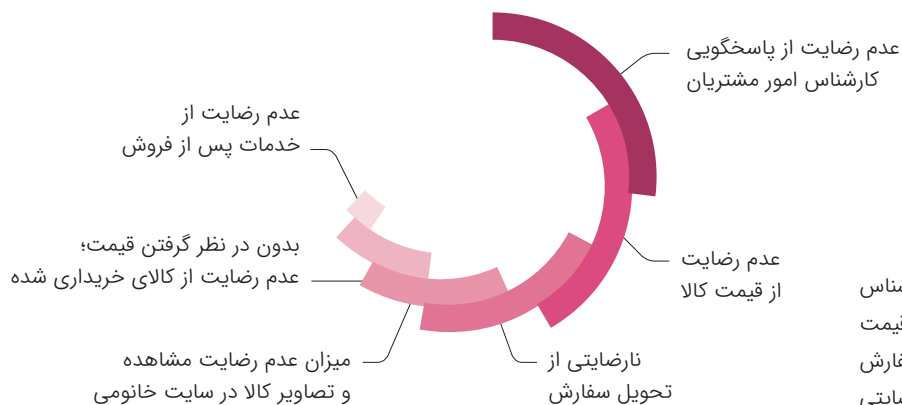 عدم رضایت از پاسخگویی
کارشناس امور مشتریان
عدم رضایت
از قیمت کالا
نارضایتی از
تحویل سفارش
میزان عدم رضایت مشاهده
و تصاویر کالا در سایت خانومی
بدون در نظر گرفتن قیمت؛
عدم رضایت از کالای خریداری شده
عدم رضایت از
خدمات پس از فروش
قیمت